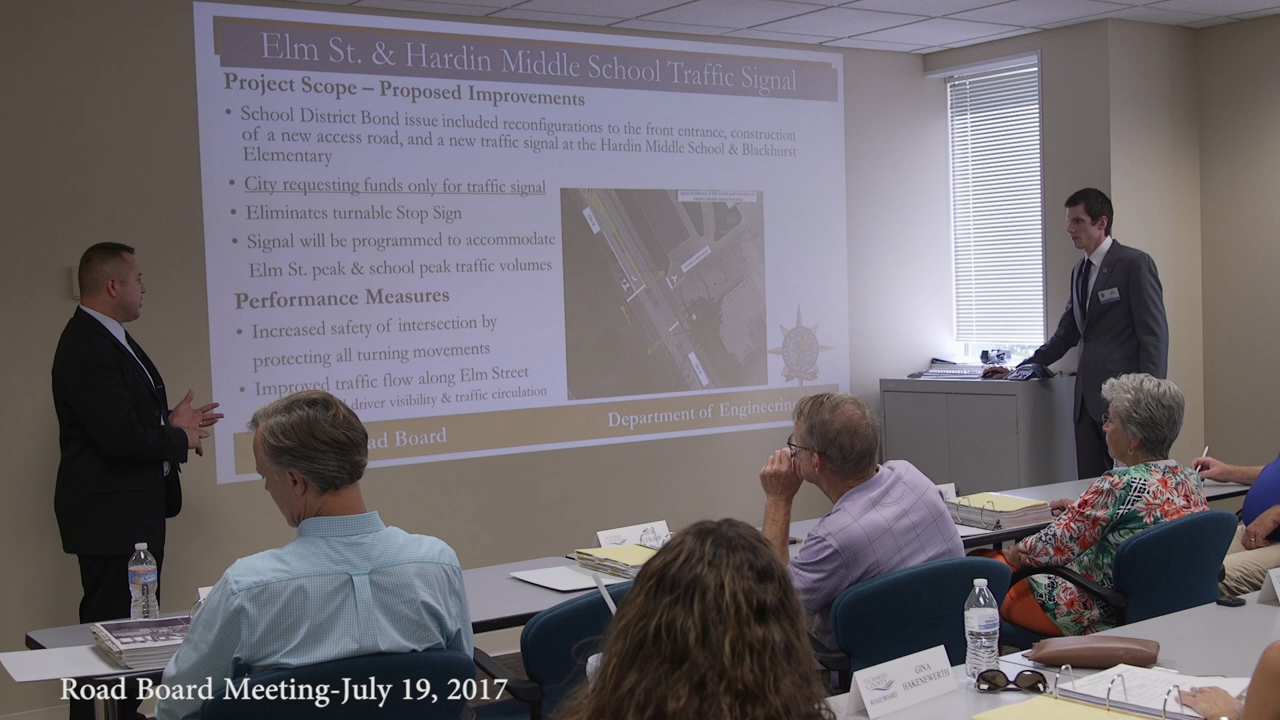 Elm St. & Hardin Middle School Traffic Signal
Project Scope – Proposed Improvements
• School District Bond issue included reconfigurations to the front entrance, construction
of a new access road, and a new traffic signal at the Hardin Middle School & Blackhurst
Elementary
• City requesting funds only for traffic signal
• Eliminates turnable Stop Sign
• Signal will be programmed to accommodate
Elm St. peak & school peak traffic volumes
Performance Measures
• Increased safety of intersection by
protecting all turning movements
• Improved traffic flow along Elm Street
driver visibility & traffic circulation
Department of Engineering
ad Board
GINA
HAKENEWERTH
ROAD BOARD
Road Board Meeting-July 19, 2017